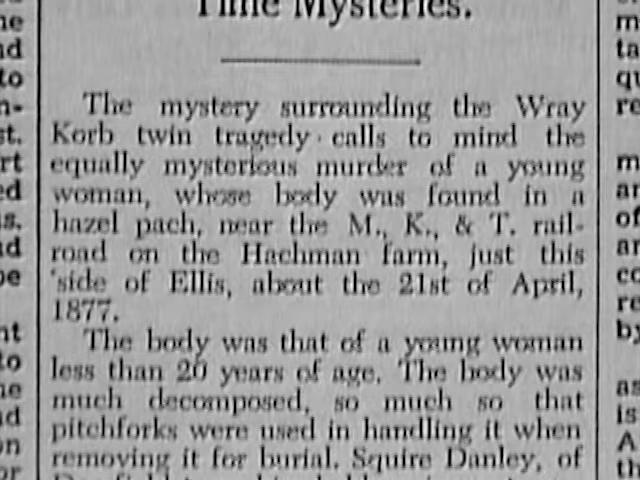 Time Mysteries.
The mystery surrounding the Wray
Korb twin tragedy calls to mind the
equally mysterious murder of a young
woman, whose body was found in a
hazel pach, near the M., K., & T. rail-
road on the Hachman farm, just this
'side of Ellis, about the 21st of April,
1877.
The body was that of a young woman
less than 20 years of age. The body was
much decomposed, so much so that
pitchforks were used in handling it when
removing it for burial. Squire Danley, of